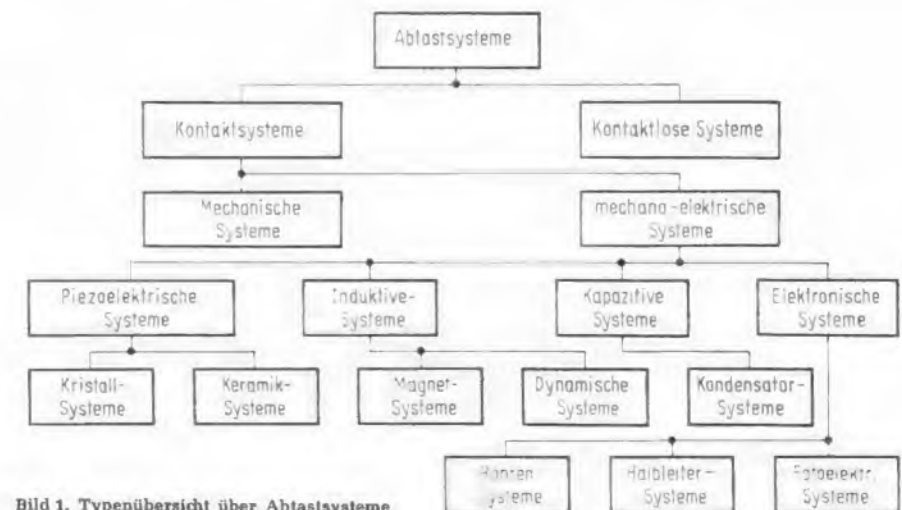 Abtastsysteme
Kontaktsysteme
Kontaktlose Systeme
Mechanische
Systeme
mechano-elektrische
Systeme
Piezoelektrische
Systeme
Induktive-
Systeme
Kapazitive
Systeme
Elektronische
Systeme
Kristall-
Systeme
Keramik-
Systeme
Magnet-
Systeme
Dynamische
Systeme
Kondensator-
Systeme
Systeme
Halbleiter-
Systeme
Fotoelektr.
Systeme
Bild 1. Typenübersicht über Abtastsysteme